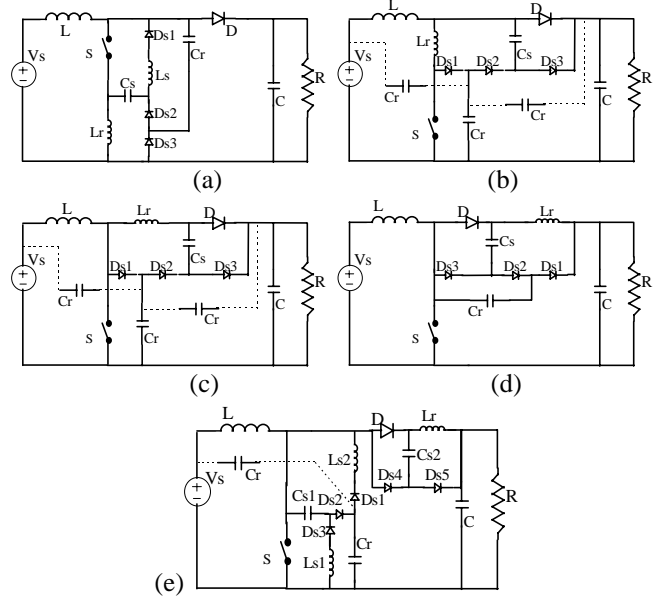 L
S
Ds1
D
Cr
Vs
Ls
Cs
Ds2
Lr
Ds3
C
R
(a)
L
D
Lr
Cs
Vs
Ds1
Ds2
Ds3
Cr
Cr
Cr
S
C
R
(b)
L
Lr
D
Cs
Vs
Ds1
Ds2
Ds3
Cr
Cr
Cr
S
C
R
(c)
L
D
Lr
Cs
Vs
Ds3
Ds2
Ds1
Cr
S
C
R
(d)
L
D
Lr
Ls2
Cs2
Vs
Cr
Ds4
Ds5
Cs1
Ds2
Ds1
Ds3
Cr
S
Ls1
C
R
(e)